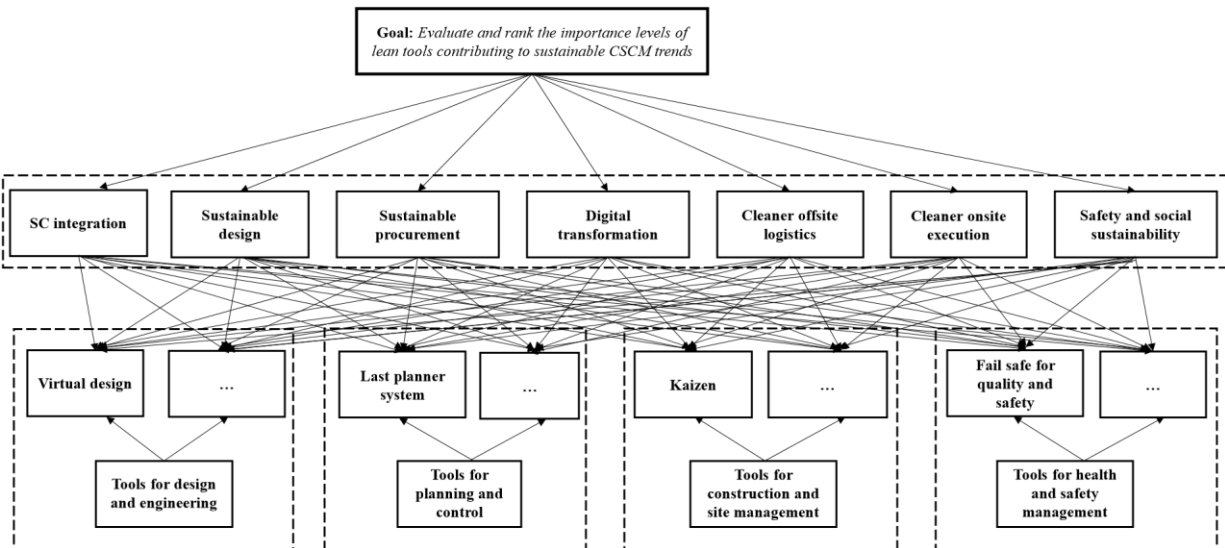 Goal: Evaluate and rank the importance levels of
lean tools contributing to sustainable CSCM trends
SC integration
Sustainable
design
Sustainable
procurement
Digital
transformation
Cleaner offsite
logistics
Cleaner onsite
execution
Safety and social
sustainability
Virtual design
...
Last planner
system
...
Kaizen
...
Fail safe for
quality and
safety
...
Tools for design
and engineering
Tools for
planning and
control
Tools for
construction and
site management
Tools for health
and safety
management